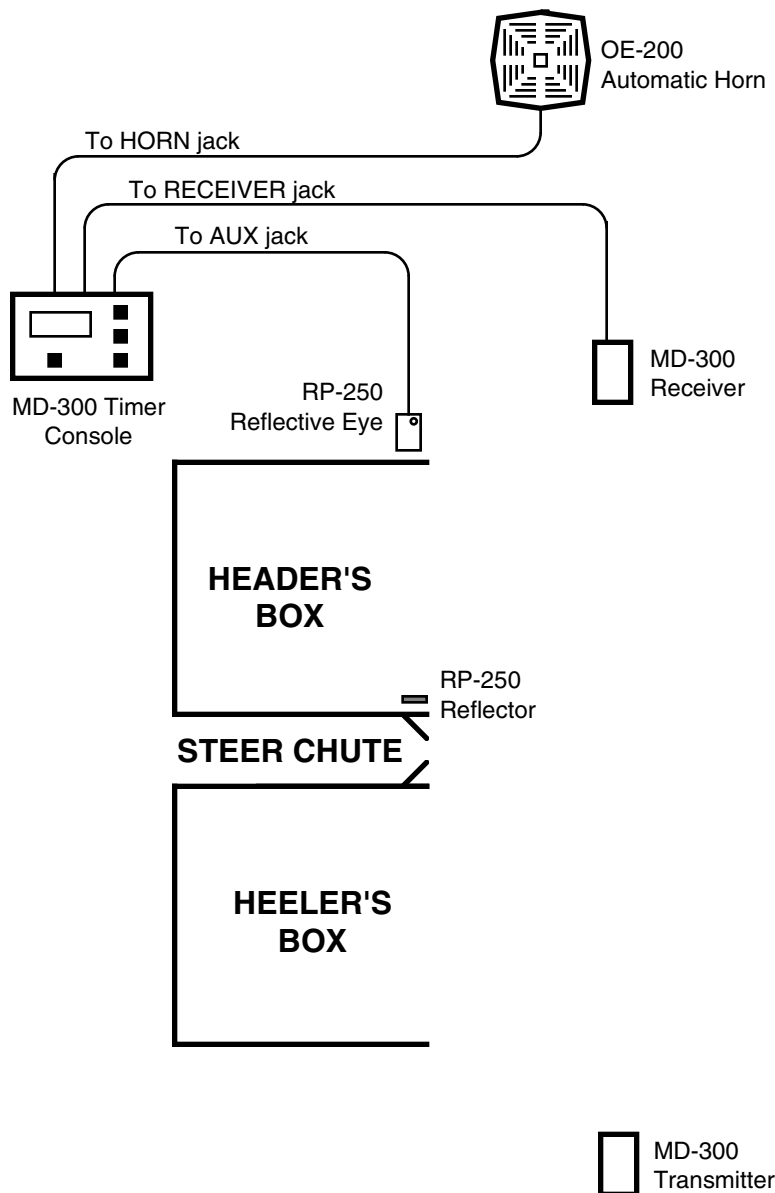 OE-200
Automatic Horn
To HORN jack
To RECEIVER jack
To AUX jack
MD-300
Receiver
RP-250
Reflective Eye
MD-300 Timer
Console
HEADER'S
BOX
RP-250
Reflector
STEER CHUTE
HEELER'S
BOX
MD-300
Transmitter